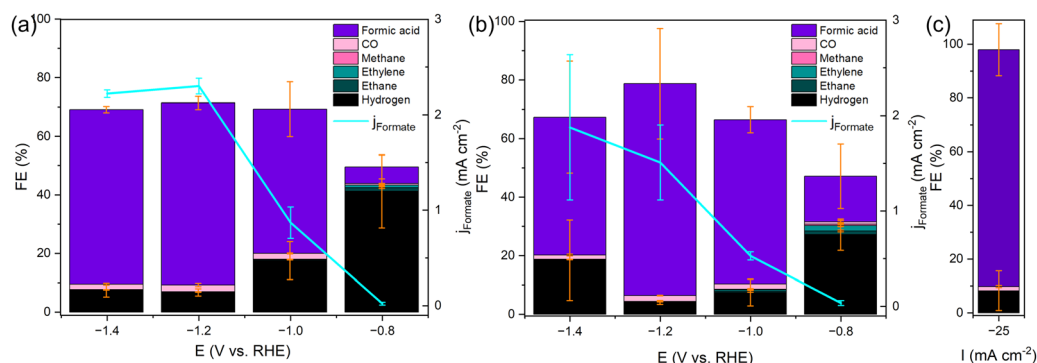 (a)
100
80
60
40
20
0
FE (%)
Formic acid
CO
Methane
Ethylene
Ethane
Hydrogen
jFormate
3
2
1
0
jFormate (mA cm-2)
−1.4 −1.2 −1.0 −0.8
E (V vs. RHE)
(b)
100
80
60
40
20
0
FE (%)
Formic acid
CO
Methane
Ethylene
Ethane
Hydrogen
jFormate
3
2
1
0
jFormate (mA cm-2)
−1.4 −1.2 −1.0 −0.8
E (V vs. RHE)
(c)
100
80
60
40
20
0
FE (%)
−25
I (mA cm-2)